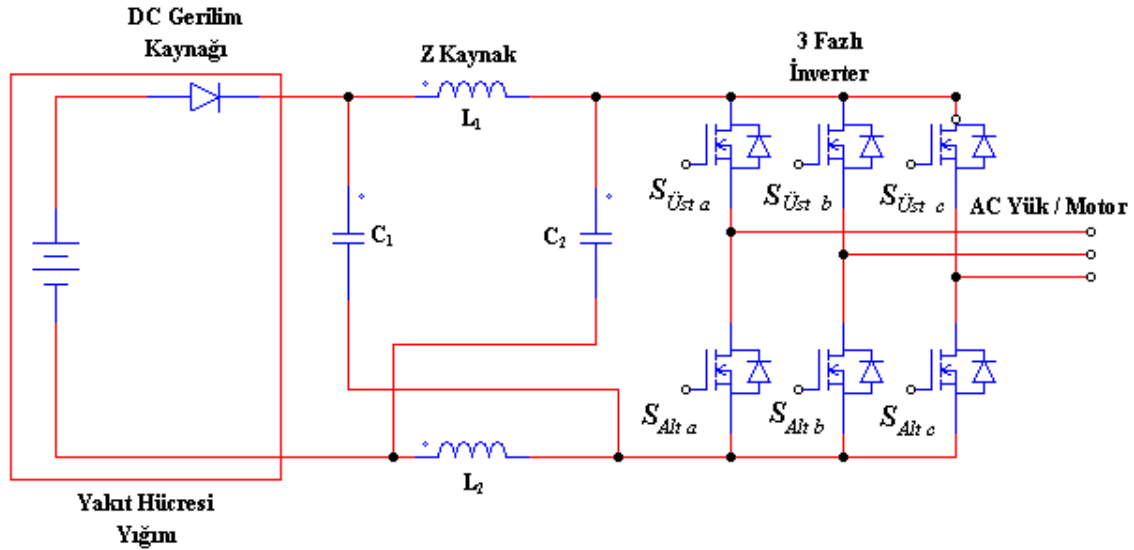 DC Gerilim
Kaynağı
Z Kaynak
3 Fazlı
İnverter
L1
C1
C2
SÜst a
SÜst b
SÜst c
AC Yük / Motor
SAlt a
SAlt b
SAlt c
L2
Yakıt Hücresi
Yığını